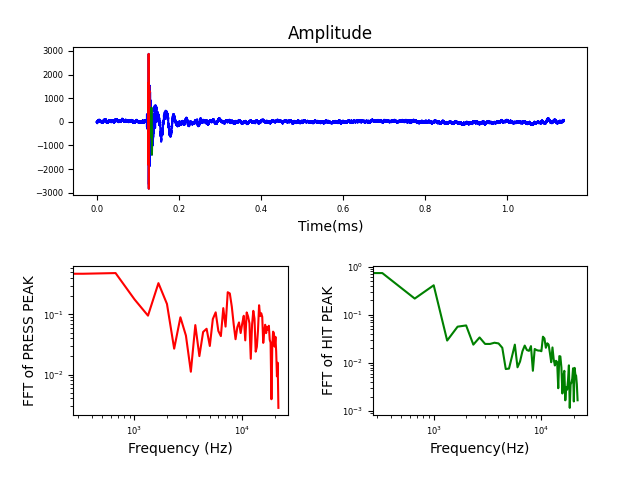 Amplitude
3000
2000
1000
0
−1000
−2000
−3000
0.0 0.2 0.4 0.6 0.8 1.0
Time(ms)
FFT of PRESS PEAK
10⁻¹
10⁻²
10³ 10⁴
Frequency (Hz)
FFT of HIT PEAK
10⁰
10⁻¹
10⁻²
10⁻³
10³ 10⁴
Frequency(Hz)